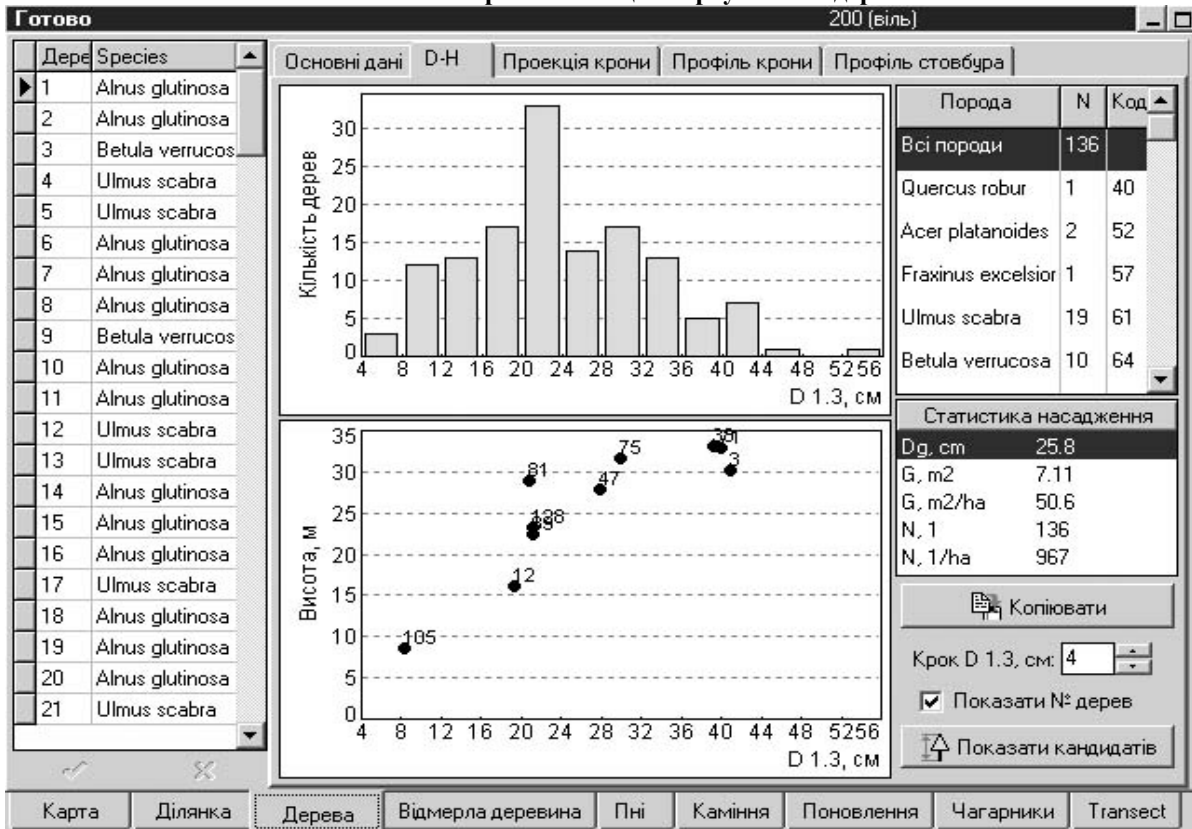 Готово 200 (віль)
Дере Species
1 Alnus glutinosa
2 Alnus glutinosa
3 Betula verrucos
4 Ulmus scabra
5 Ulmus scabra
6 Alnus glutinosa
7 Alnus glutinosa
8 Alnus glutinosa
9 Betula verrucos
10 Alnus glutinosa
11 Alnus glutinosa
12 Ulmus scabra
13 Ulmus scabra
14 Alnus glutinosa
15 Alnus glutinosa
16 Alnus glutinosa
17 Ulmus scabra
18 Alnus glutinosa
19 Alnus glutinosa
20 Alnus glutinosa
21 Ulmus scabra
Основні дані D-H Проекція крони Профіль крони Профіль стовбура
Кількість дерев
30
25
20
15
10
5
0
4 8 12 16 20 24 28 32 36 40 44 48 52 56
D 1.3, см
Висота, м
35
30
25
20
15
10
5
0
75
3
81
47
12
105
4 8 12 16 20 24 28 32 36 40 44 48 52 56
D 1.3, см
Порода N Код
Всі породи 136
Quercus robur 1 40
Acer platanoides 2 52
Fraxinus excelsior 1 57
Ulmus scabra 19 61
Betula verrucosa 10 64
Статистика насадження
Dg, cm 25.8
G, m2 7.11
G, m2/ha 50.6
N, 1 136
N, 1/ha 967
Копіювати
Крок D 1.3, см: 4
Показати № дерев
Показати кандидатів
Карта Ділянка Дерева Відмерла деревина Пні Каміння Поновлення Чагарники Transect